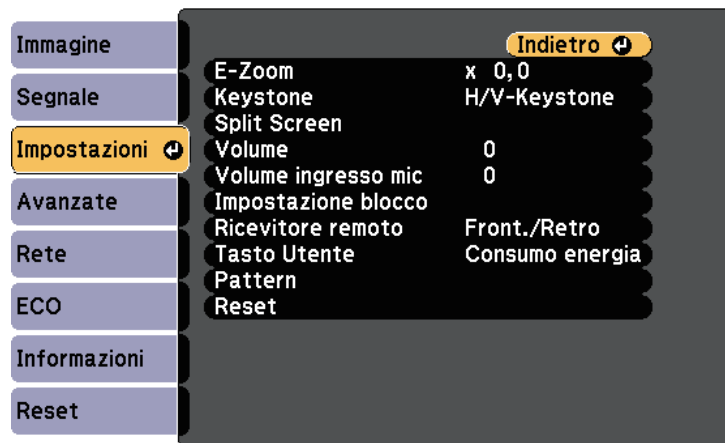 Immagine
Segnale
Impostazioni
Avanzate
Rete
ECO
Informazioni
Reset
Indietro
E-Zoom x 0,0
Keystone H/V-Keystone
Split Screen
Volume 0
Volume ingresso mic 0
Impostazione blocco
Ricevitore remoto Front./Retro
Tasto Utente Consumo energia
Pattern
Reset